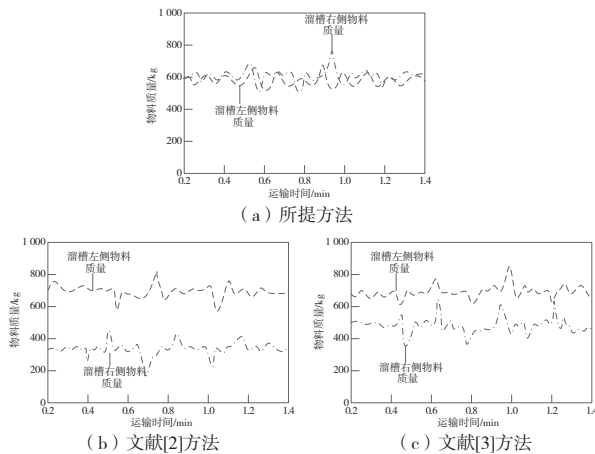 1 000
溜槽右侧物料
质量
800
600
400
200
0
物料质量/kg
溜槽左侧物料
质量
0.2 0.4 0.6 0.8 1.0 1.2 1.4
运输时间/min
（a）所提方法
1 000
溜槽左侧物料
质量
800
600
400
200
0
物料质量/kg
溜槽右侧物料
质量
0.2 0.4 0.6 0.8 1.0 1.2 1.4
运输时间/min
（b）文献[2]方法
1 000
溜槽左侧物料
质量
800
600
400
200
0
物料质量/kg
溜槽右侧物料
质量
0.2 0.4 0.6 0.8 1.0 1.2 1.4
运输时间/min
（c）文献[3]方法